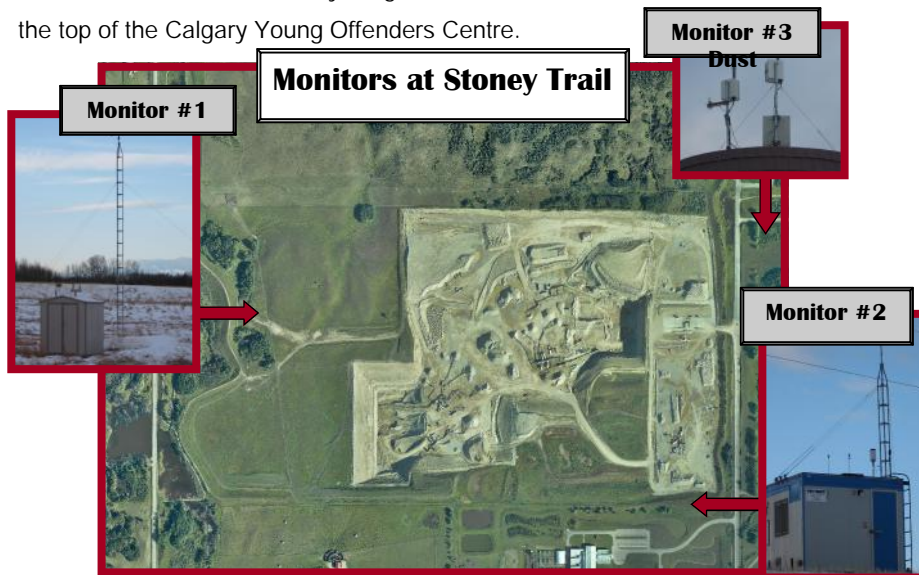 the top of the Calgary Young Offenders Centre.
Monitors at Stoney Trail
Monitor #3
Dust
Monitor #1
Monitor #2